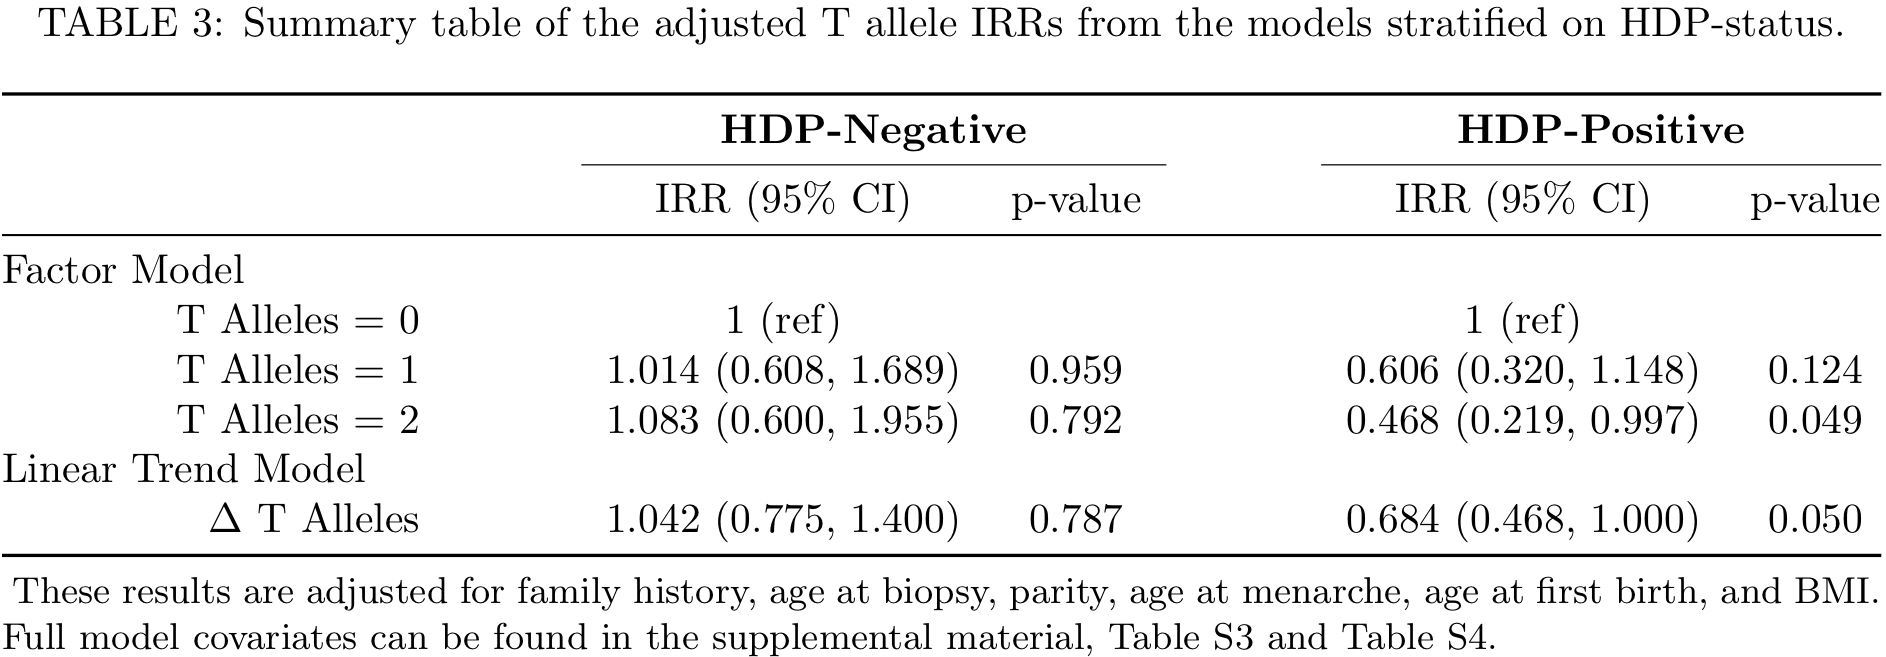 TABLE 3: Summary table of the adjusted T allele IRRs from the models stratified on HDP-status.
HDP-Negative HDP-Positive
IRR (95% CI) p-value IRR (95% CI) p-value
Factor Model
T Alleles = 0 1 (ref) 1 (ref)
T Alleles = 1 1.014 (0.608, 1.689) 0.959 0.606 (0.320, 1.148) 0.124
T Alleles = 2 1.083 (0.600, 1.955) 0.792 0.468 (0.219, 0.997) 0.049
Linear Trend Model
Δ T Alleles 1.042 (0.775, 1.400) 0.787 0.684 (0.468, 1.000) 0.050
These results are adjusted for family history, age at biopsy, parity, age at menarche, age at first birth, and BMI.
Full model covariates can be found in the supplemental material, Table S3 and Table S4.